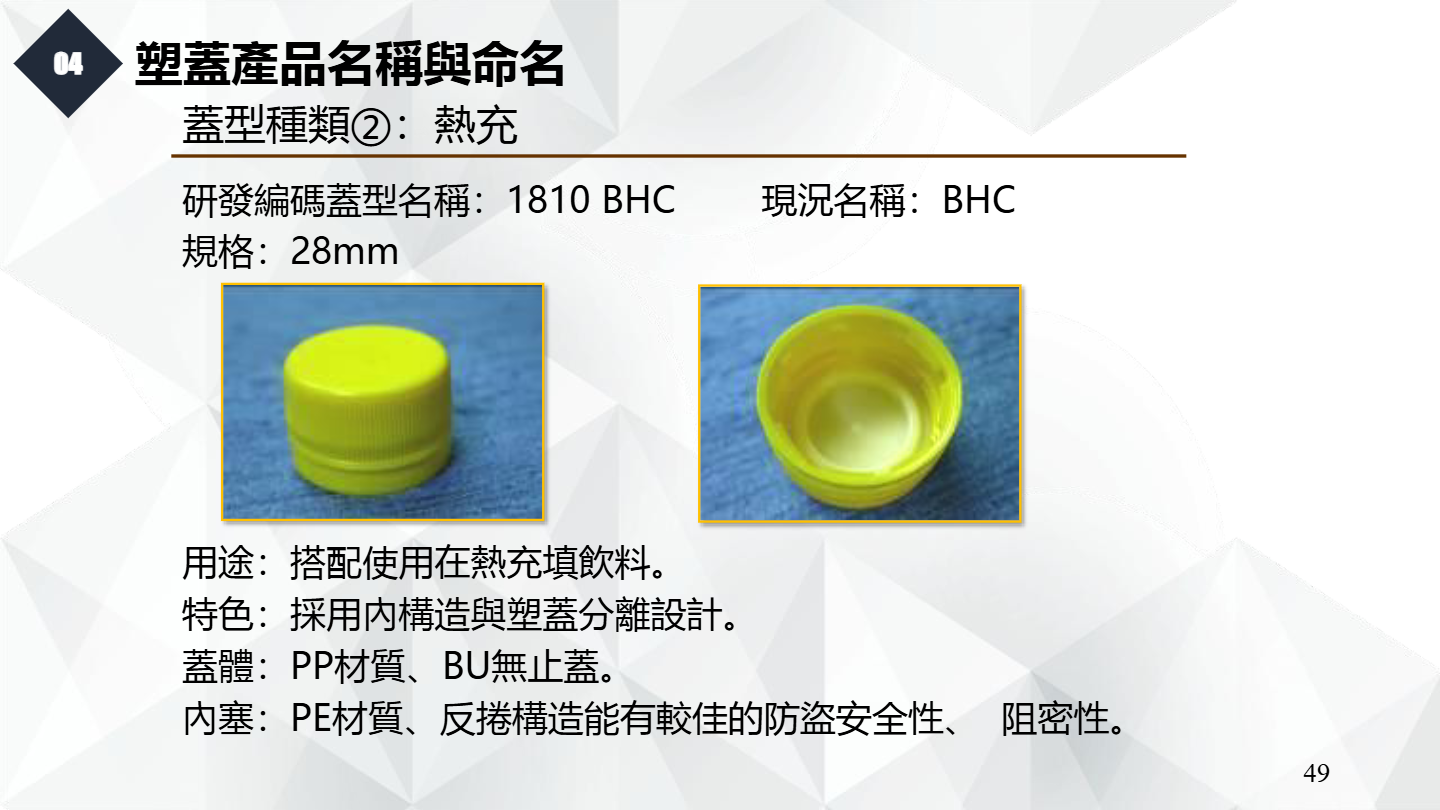 04
塑蓋產品名稱與命名
蓋型種類②：熱充
研發編碼蓋型名稱：1810 BHC 現況名稱：BHC
規格：28mm
用途：搭配使用在熱充填飲料。
特色：採用內構造與塑蓋分離設計。
蓋體：PP材質、BU無止蓋。
內塞：PE材質、反捲構造能有較佳的防盜安全性、 阻密性。
49